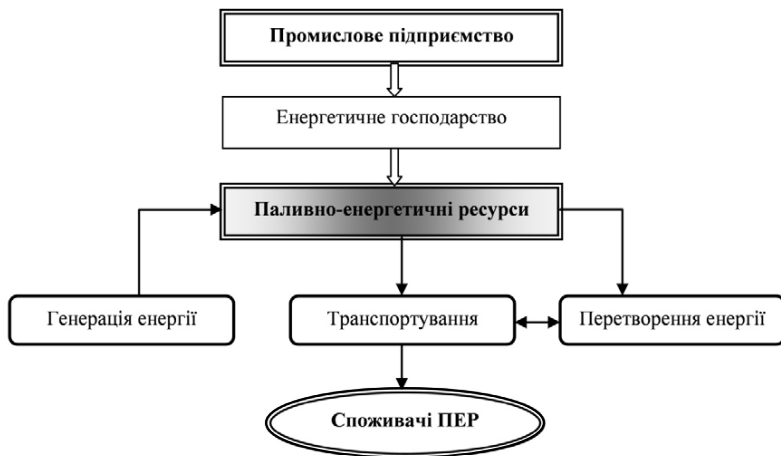 Промислове підприємство
Енергетичне господарство
Паливно-енергетичні ресурси
Генерація енергії
Транспортування
Перетворення енергії
Споживачі ПЕР